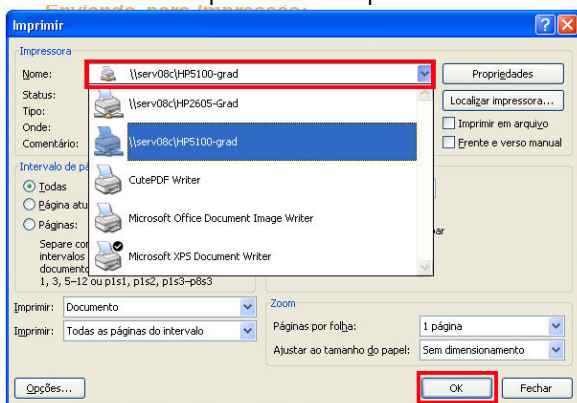 Enviando para Impressão:
Imprimir
Impressora
Nome: \\serv08c\HP5100-grad Propriedades
Status: \\serv08c\HP2605-Grad Localizar impressora...
Tipo:
Onde: Imprimir em arquivo
Comentário: \\serv08c\HP5100-grad Frente e verso manual
Intervalo de pá
Todas CutePDF Writer
Página atu
Páginas: Microsoft Office Document Image Writer
ar
Separe cor
intervalos Microsoft XPS Document Writer
documento
1, 3, 5–12 ou p1s1, p1s2, p1s3–p8s3
Imprimir: Documento Zoom
Imprimir: Todas as páginas do intervalo Páginas por folha: 1 página
Ajustar ao tamanho do papel: Sem dimensionamento
Opções... OK Fechar